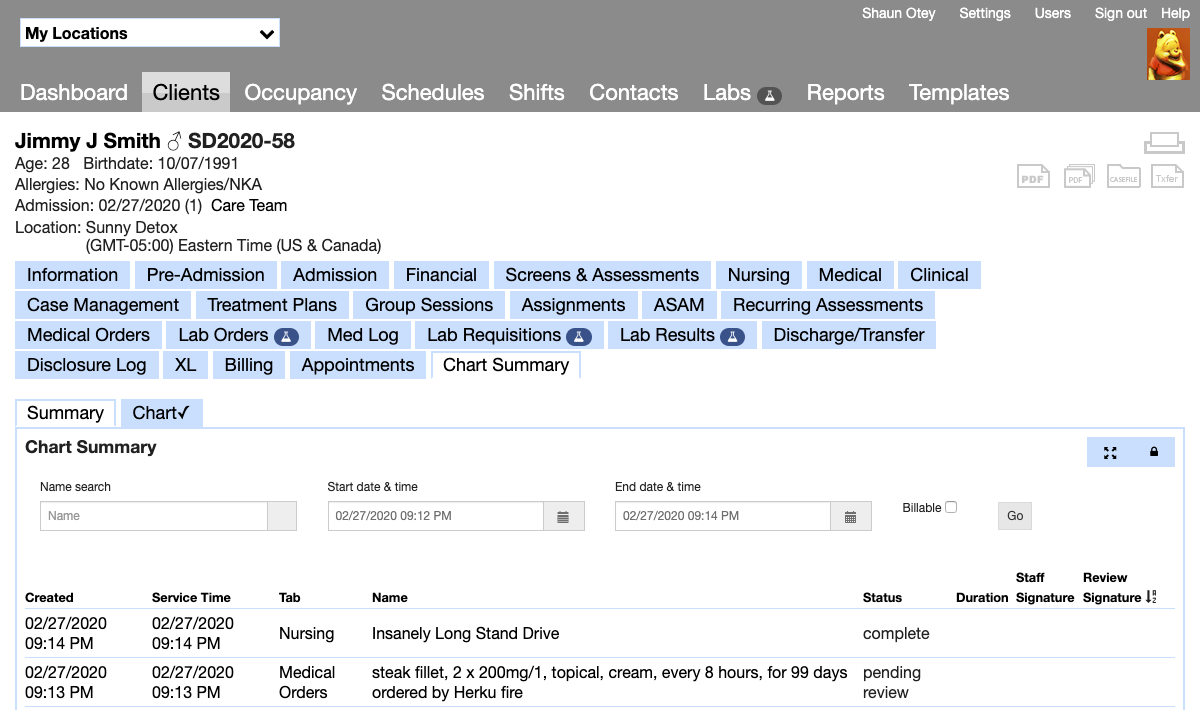 Shaun Otey Settings Users Sign out Help
My Locations
Dashboard Clients Occupancy Schedules Shifts Contacts Labs Reports Templates
Jimmy J Smith ♂ SD2020-58
Age: 28 Birthdate: 10/07/1991
Allergies: No Known Allergies/NKA
Admission: 02/27/2020 (1) Care Team
Location: Sunny Detox
(GMT-05:00) Eastern Time (US & Canada)
PDF PDF CASEFILE Txfer
Information Pre-Admission Admission Financial Screens & Assessments Nursing Medical Clinical
Case Management Treatment Plans Group Sessions Assignments ASAM Recurring Assessments
Medical Orders Lab Orders Med Log Lab Requisitions Lab Results Discharge/Transfer
Disclosure Log XL Billing Appointments Chart Summary
Summary Chart✓
Chart Summary
Name search Start date & time End date & time
Name 02/27/2020 09:12 PM 02/27/2020 09:14 PM Billable Go
Staff Review
Created Service Time Tab Name Status Duration Signature Signature
02/27/2020 02/27/2020
09:14 PM 09:14 PM Nursing Insanely Long Stand Drive complete
02/27/2020 02/27/2020 Medical steak fillet, 2 x 200mg/1, topical, cream, every 8 hours, for 99 days pending
09:13 PM 09:13 PM Orders ordered by Herku fire review